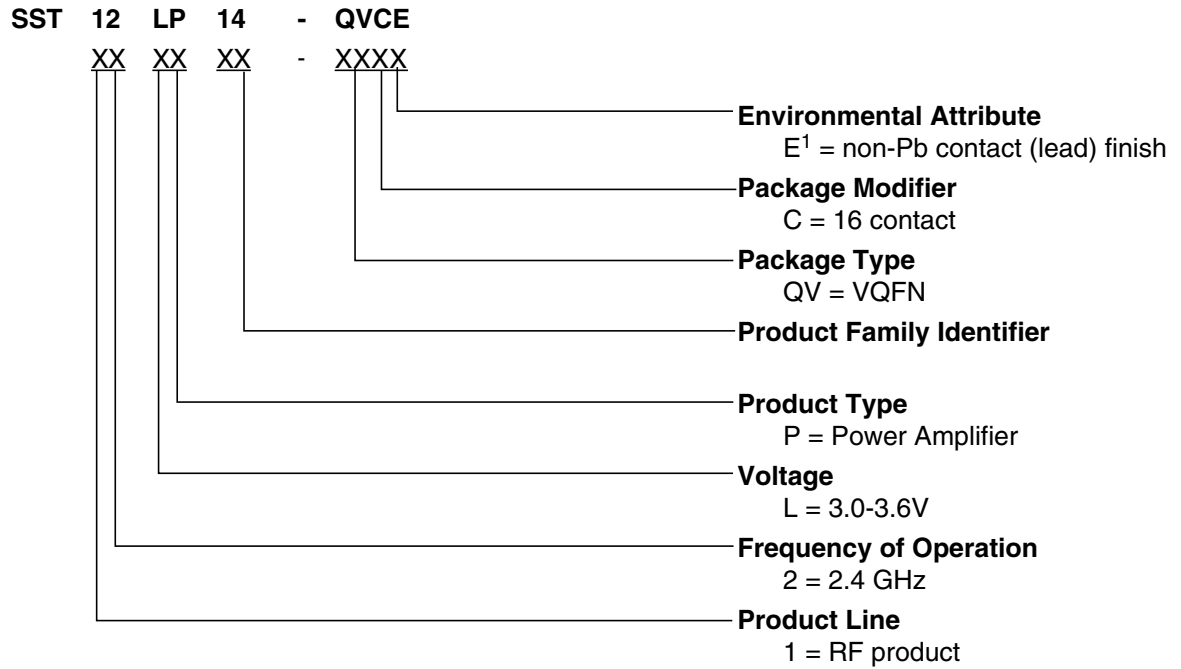 SST 12 LP 14 - QVCE
XX XX XX - XXXX
Environmental Attribute
E1 = non-Pb contact (lead) finish
Package Modifier
C = 16 contact
Package Type
QV = VQFN
Product Family Identifier
Product Type
P = Power Amplifier
Voltage
L = 3.0-3.6V
Frequency of Operation
2 = 2.4 GHz
Product Line
1 = RF product